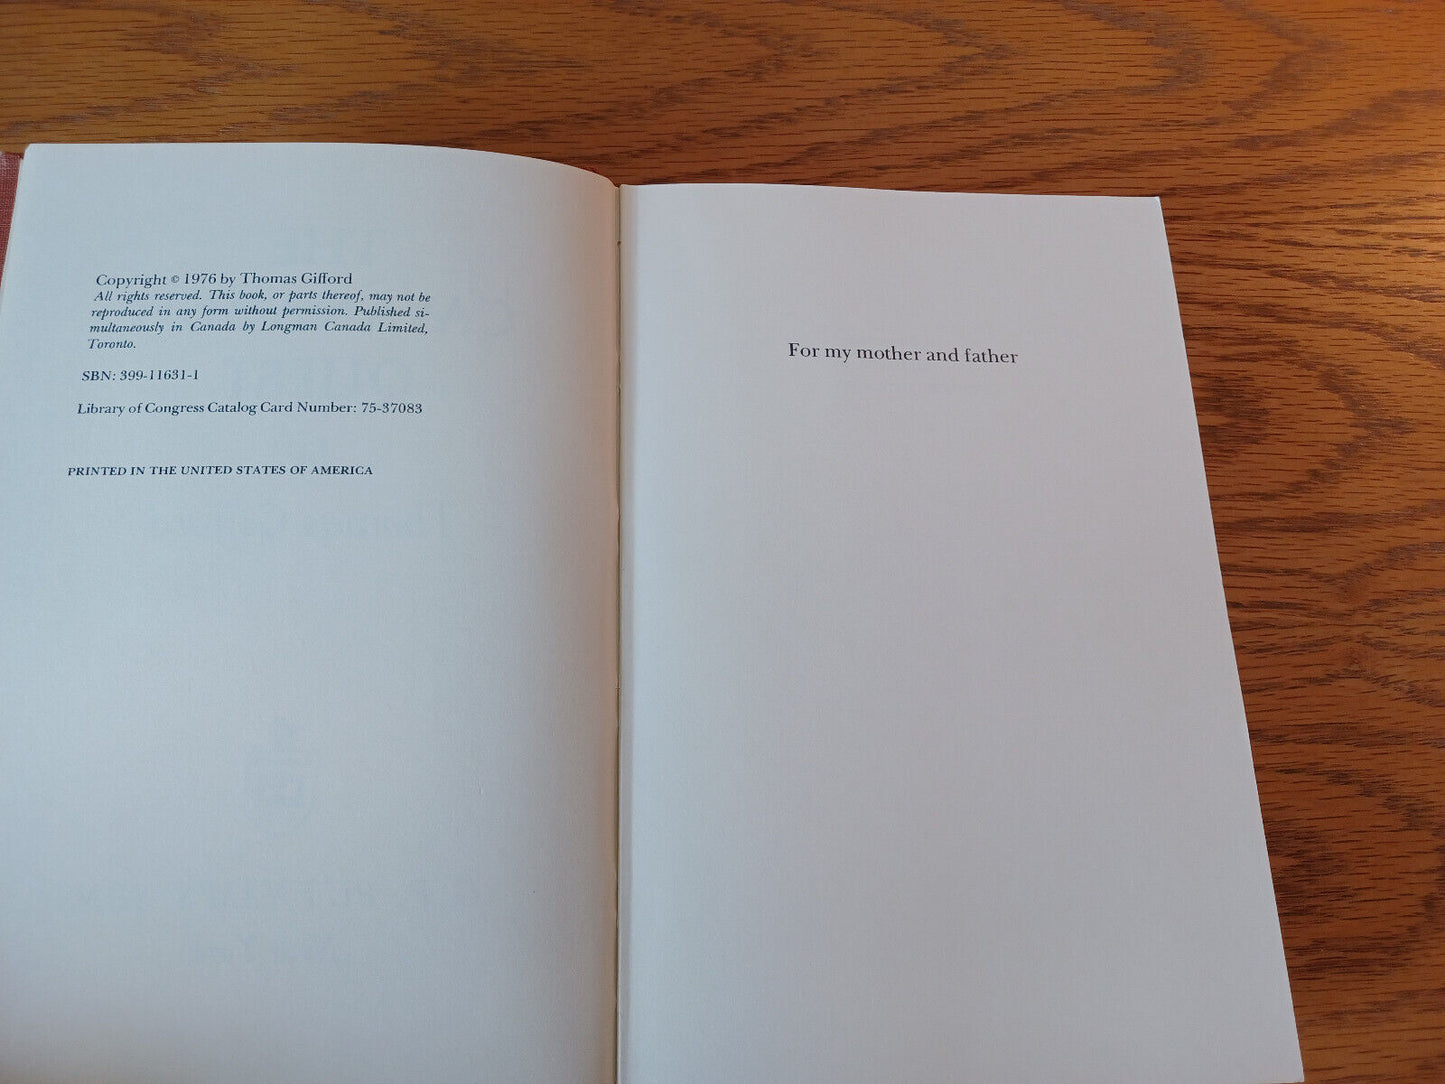 Copyright © 1976 by Thomas Gifford
All rights reserved. This book, or parts thereof, may not be
reproduced in any form without permission. Published si-
multaneously in Canada by Longman Canada Limited,
Toronto.
SBN: 399-11631-1
Library of Congress Catalog Card Number: 75-37083
PRINTED IN THE UNITED STATES OF AMERICA
For my mother and father